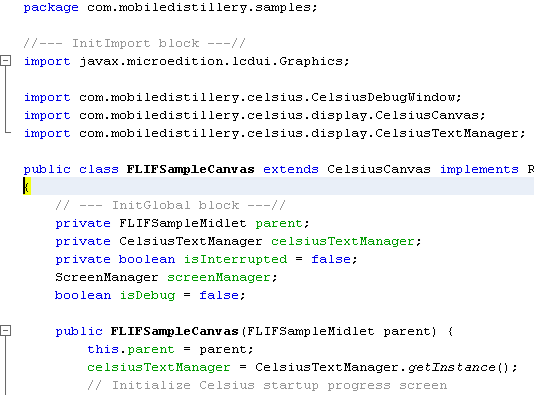 package com.mobiledistillery.samples;
//--- InitImport block ---//
import javax.microedition.lcdui.Graphics;
import com.mobiledistillery.celsius.CelsiusDebugWindow;
import com.mobiledistillery.celsius.display.CelsiusCanvas;
import com.mobiledistillery.celsius.display.CelsiusTextManager;
public class FLIFSampleCanvas extends CelsiusCanvas implements R
{
// --- InitGlobal block ---//
private FLIFSampleMidlet parent;
private CelsiusTextManager celsiusTextManager;
private boolean isInterrupted = false;
ScreenManager screenManager;
boolean isDebug = false;
public FLIFSampleCanvas(FLIFSampleMidlet parent) {
this.parent = parent;
celsiusTextManager = CelsiusTextManager.getInstance();
// Initialize Celsius startup progress screen